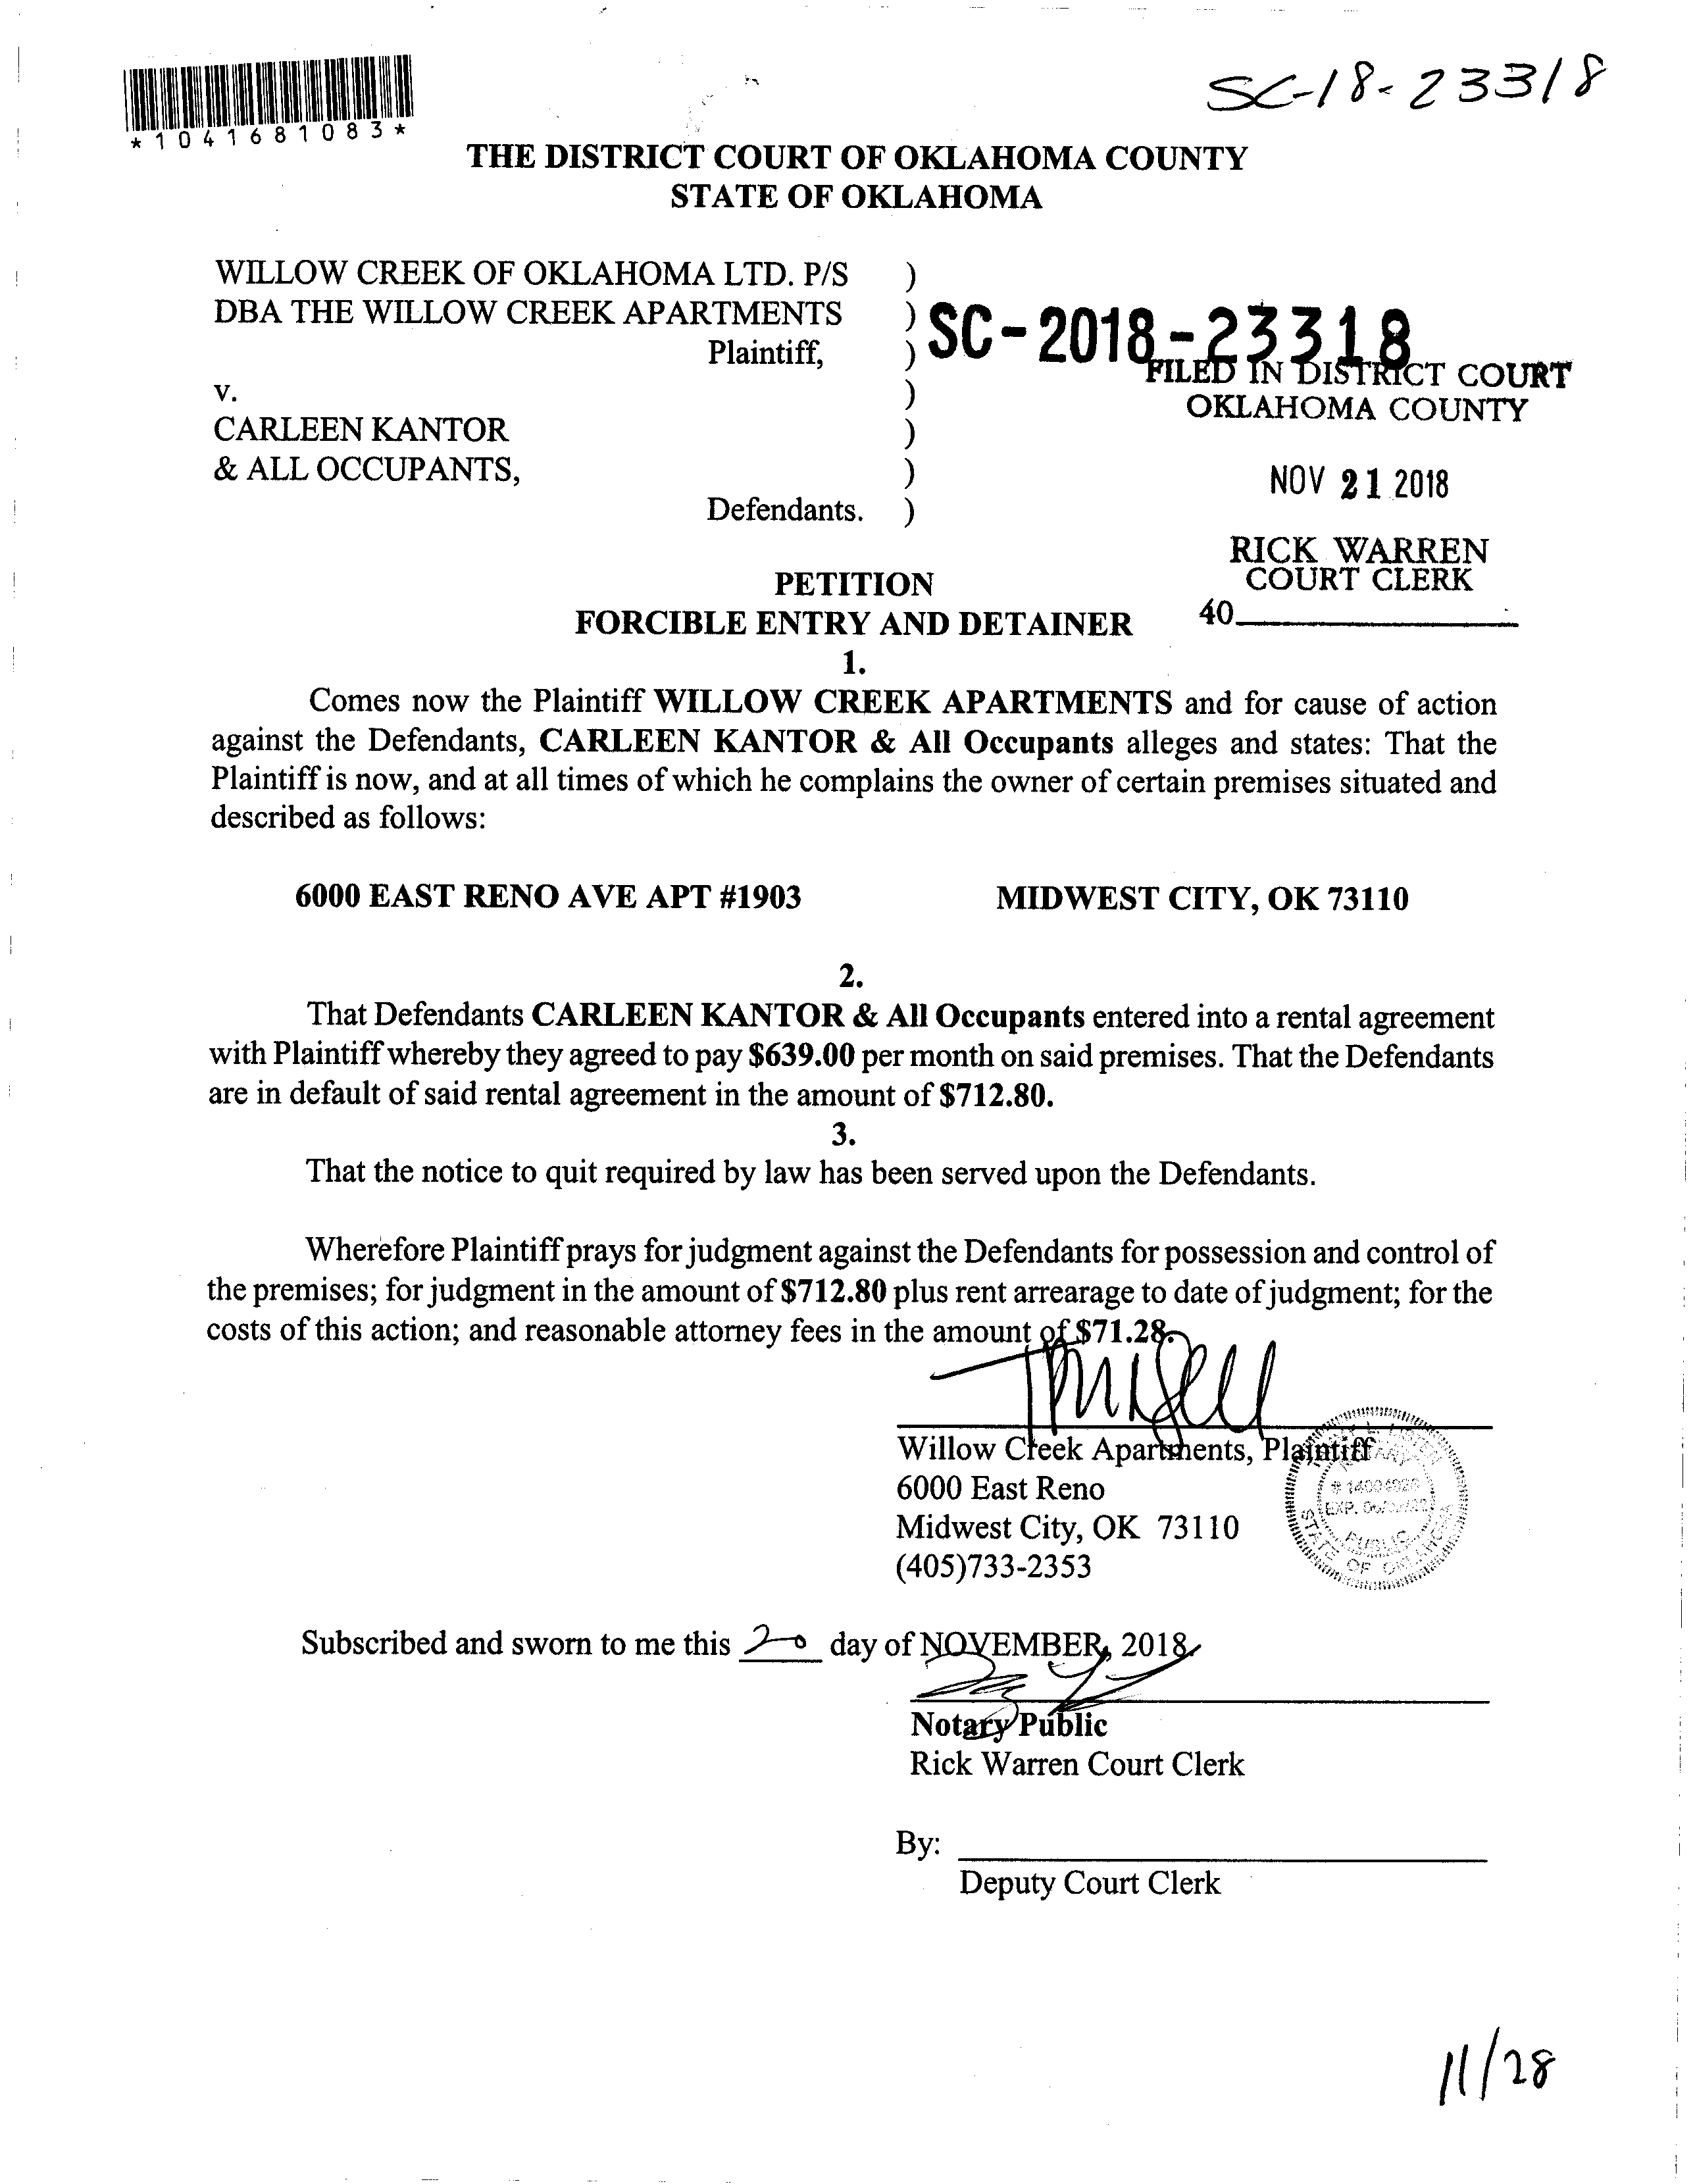 SC-18-23318
*1041681083*
THE DISTRICT COURT OF OKLAHOMA COUNTY
STATE OF OKLAHOMA
WILLOW CREEK OF OKLAHOMA LTD. P/S )
DBA THE WILLOW CREEK APARTMENTS )
Plaintiff, )
SC-2018-23318
FILED IN DISTRICT COURT
OKLAHOMA COUNTY
v. )
CARLEEN KANTOR )
& ALL OCCUPANTS, )
Defendants. )
NOV 21 2018
RICK WARREN
COURT CLERK
40
PETITION
FORCIBLE ENTRY AND DETAINER
1.
Comes now the Plaintiff WILLOW CREEK APARTMENTS and for cause of action
against the Defendants, CARLEEN KANTOR & All Occupants alleges and states: That the
Plaintiff is now, and at all times of which he complains the owner of certain premises situated and
described as follows:
6000 EAST RENO AVE APT #1903 MIDWEST CITY, OK 73110
2.
That Defendants CARLEEN KANTOR & All Occupants entered into a rental agreement
with Plaintiff whereby they agreed to pay $639.00 per month on said premises. That the Defendants
are in default of said rental agreement in the amount of $712.80.
3.
That the notice to quit required by law has been served upon the Defendants.
Wherefore Plaintiff prays for judgment against the Defendants for possession and control of
the premises; for judgment in the amount of $712.80 plus rent arrearage to date of judgment; for the
costs of this action; and reasonable attorney fees in the amount of $71.28.
Willow Creek Apartments, Plaintiff
6000 East Reno
Midwest City, OK 73110
(405)733-2353
NOTARY
EXP.
PUBLIC
STATE OF OKLAHOMA
Subscribed and sworn to me this 20 day of NOVEMBER, 2018
Notary Public
Rick Warren Court Clerk
By:
Deputy Court Clerk
11/28